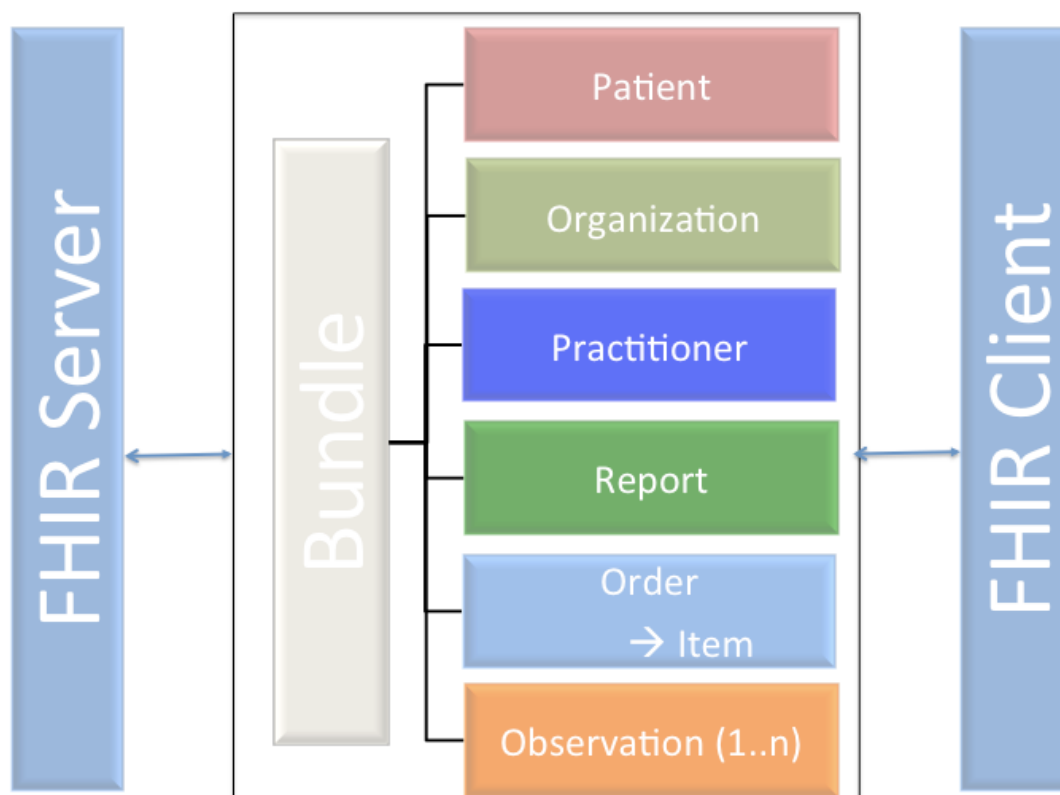 FHIR Server
Bundle
Patient
Organization
Practitioner
Report
Order
→ Item
Observation (1..n)
FHIR Client